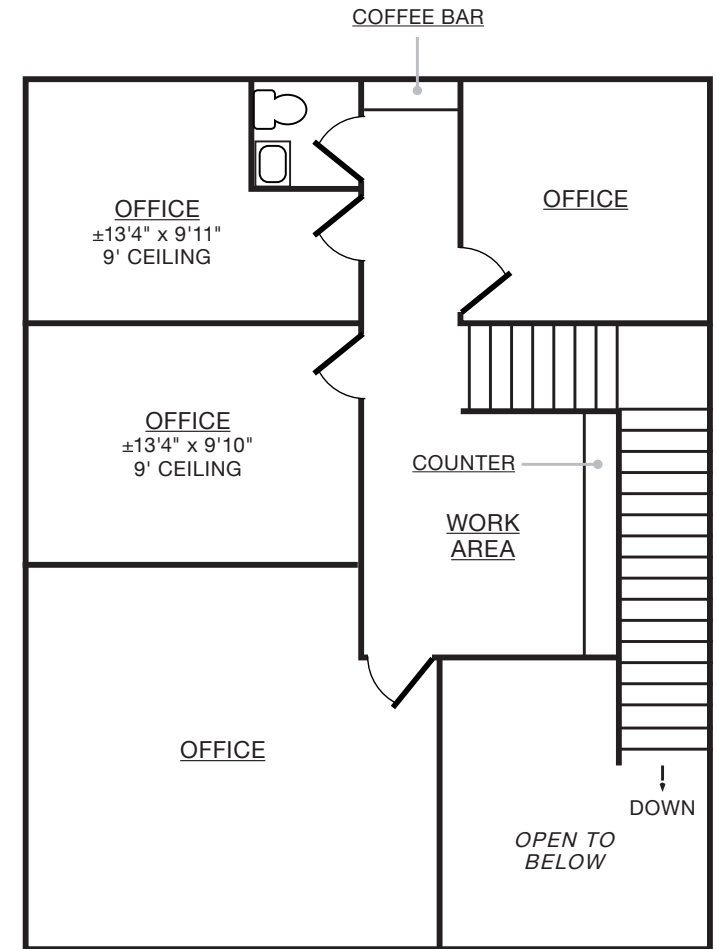 COFFEE BAR
OFFICE
±13'4" x 9'11"
9' CEILING
OFFICE
OFFICE
±13'4" x 9'10"
9' CEILING
COUNTER
WORK
AREA
OFFICE
DOWN
OPEN TO
BELOW